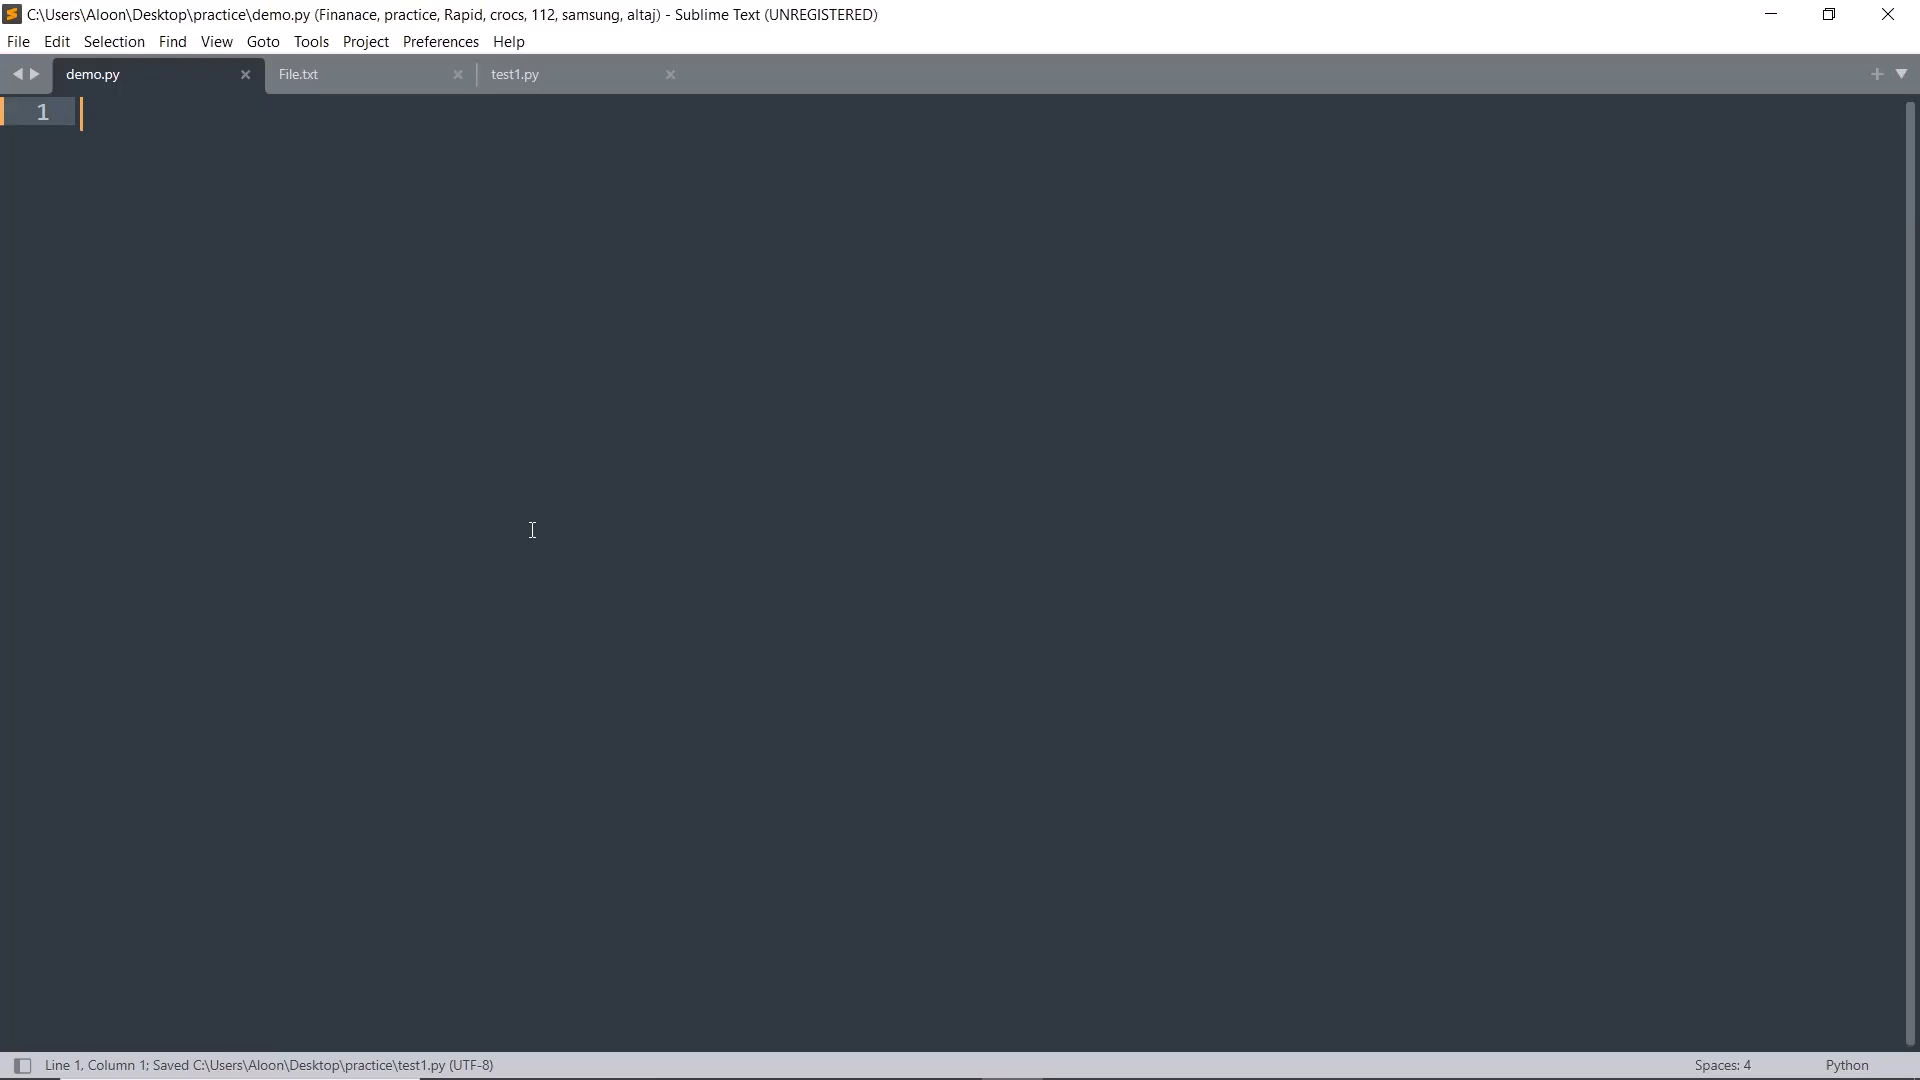 C:\Users\Aloon\Desktop\practice\demo.py (Finanace, practice, Rapid, crocs, 112, samsung, altaj) - Sublime Text (UNREGISTERED)
File Edit Selection Find View Goto Tools Project Preferences Help
demo.py File.txt test1.py
1
Line 1, Column 1; Saved C:\Users\Aloon\Desktop\practice\test1.py (UTF-8) Spaces: 4 Python